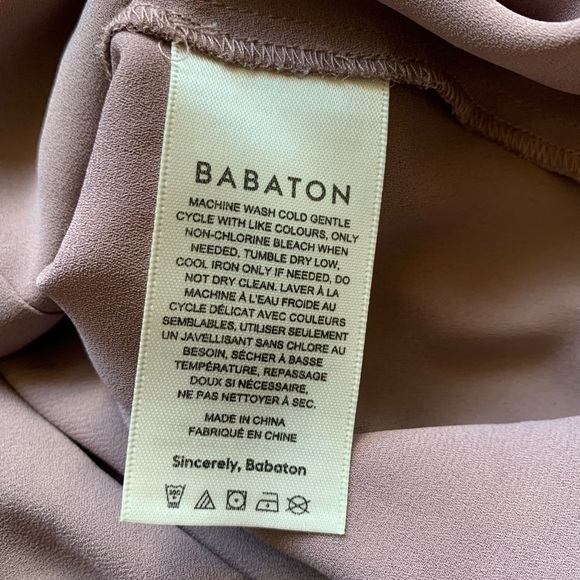 BABATON
MACHINE WASH COLD GENTLE
CYCLE WITH LIKE COLOURS, ONLY
NON-CHLORINE BLEACH WHEN
NEEDED, TUMBLE DRY LOW,
COOL IRON ONLY IF NEEDED, DO
NOT DRY CLEAN. LAVER À LA
MACHINE À L'EAU FROIDE AU
CYCLE DÉLICAT AVEC COULEURS
SEMBLABLES, UTILISER SEULEMENT
UN JAVELLISANT SANS CHLORE AU
BESOIN, SÉCHER À BASSE
TEMPÉRATURE, REPASSAGE
DOUX SI NÉCESSAIRE,
NE PAS NETTOYER À SEC.
MADE IN CHINA
FABRIQUÉ EN CHINE
Sincerely, Babaton